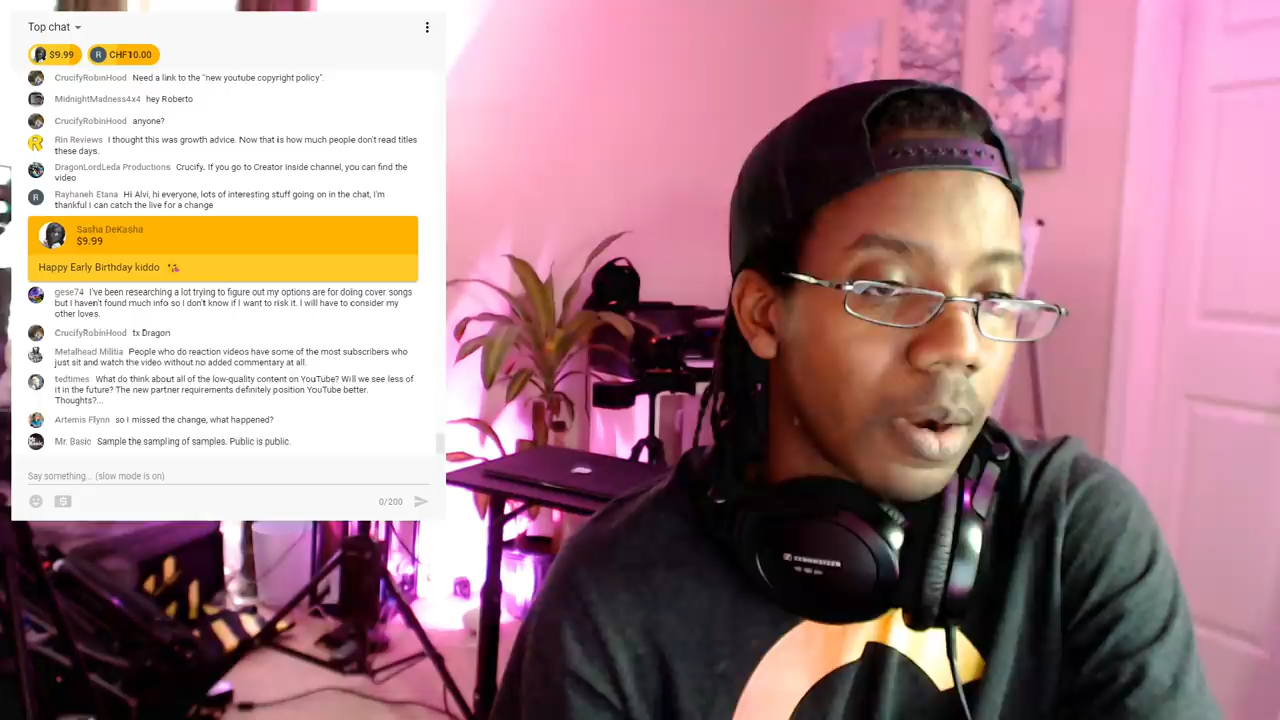 Top chat
$9.99 R CHF10.00
CrucifyRobinHood Need a link to the "new youtube copyright policy".
MidnightMadness4x4 hey Roberto
CrucifyRobinHood anyone?
Rin Reviews I thought this was growth advice. Now that is how much people don't read titles
these days.
DragonLordLeda Productions Crucify. If you go to Creator Inside channel, you can find the
video
R Rayhaneh Etana Hi Alvi, hi everyone, lots of interesting stuff going on in the chat, I'm
thankful I can catch the live for a change
Sasha DeKasha
$9.99
Happy Early Birthday kiddo
gese74 I've been researching a lot trying to figure out my options are for doing cover songs
but I haven't found much info so I don't know if I want to risk it. I will have to consider my
other loves.
CrucifyRobinHood tx Dragon
Metalhead Militia People who do reaction videos have some of the most subscribers who
just sit and watch the video without no added commentary at all.
tedtimes What do think about all of the low-quality content on YouTube? Will we see less of
it in the future? The new partner requirements definitely position YouTube better.
Thoughts?...
Artemis Flynn so I missed the change, what happened?
Mr. Basic Sample the sampling of samples. Public is public.
Say something... (slow mode is on)
0/200
SENNHEISER